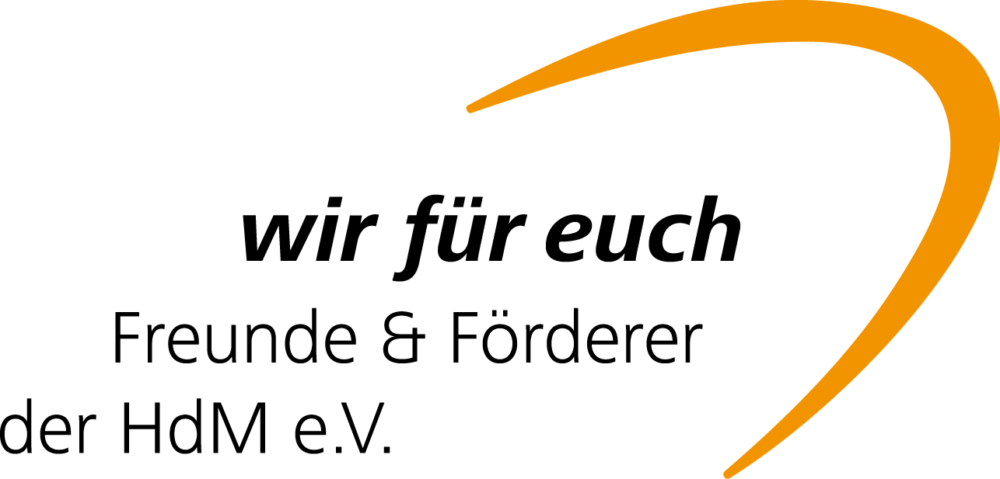 wir für euch
Freunde & Förderer
der HdM e.V.